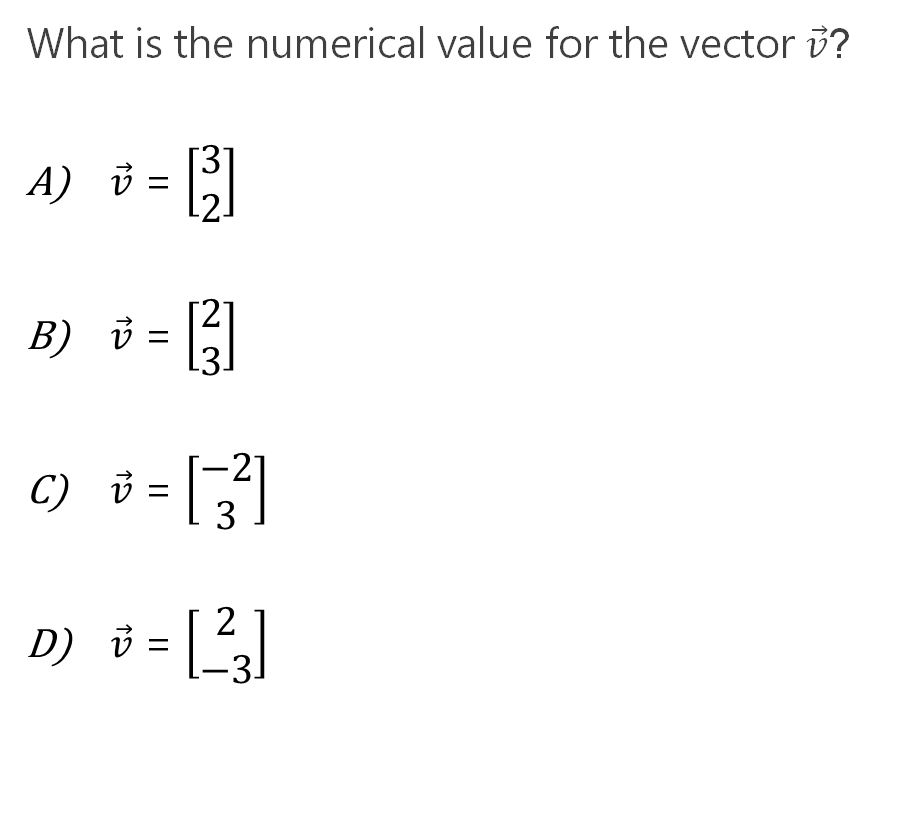 What is the numerical value for the vector v⃗?
A) v⃗ = [3
2]
B) v⃗ = [2
3]
C) v⃗ = [−2
3]
D) v⃗ = [2
−3]